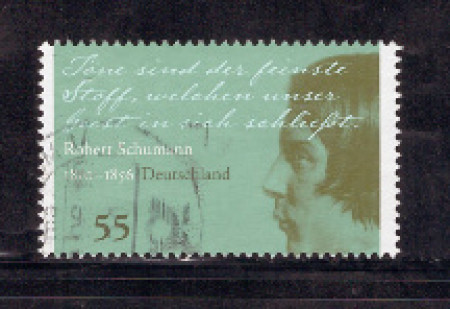 Töne sind der feinste
Stoff, welchen unser
Geist in sich schließt.
Robert Schumann
1810–1856 Deutschland
55